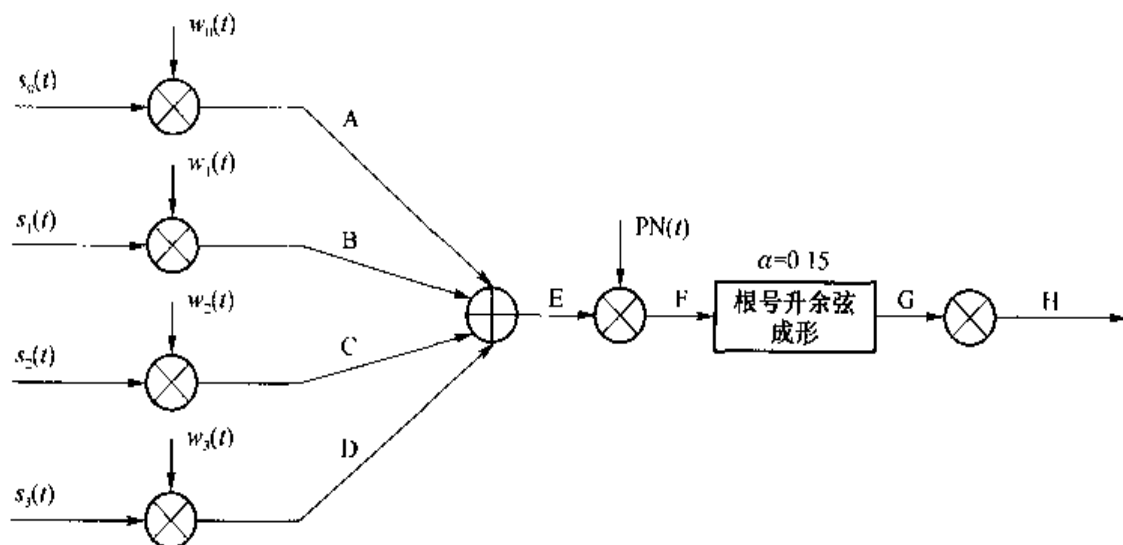 w₀(t)
s₀(t)
A
w₁(t)
s₁(t)
B
PN(t)
α=0 15
w₂(t)
E
F
根号升余弦
成形
G
H
s₂(t)
C
w₃(t)
D
s₃(t)